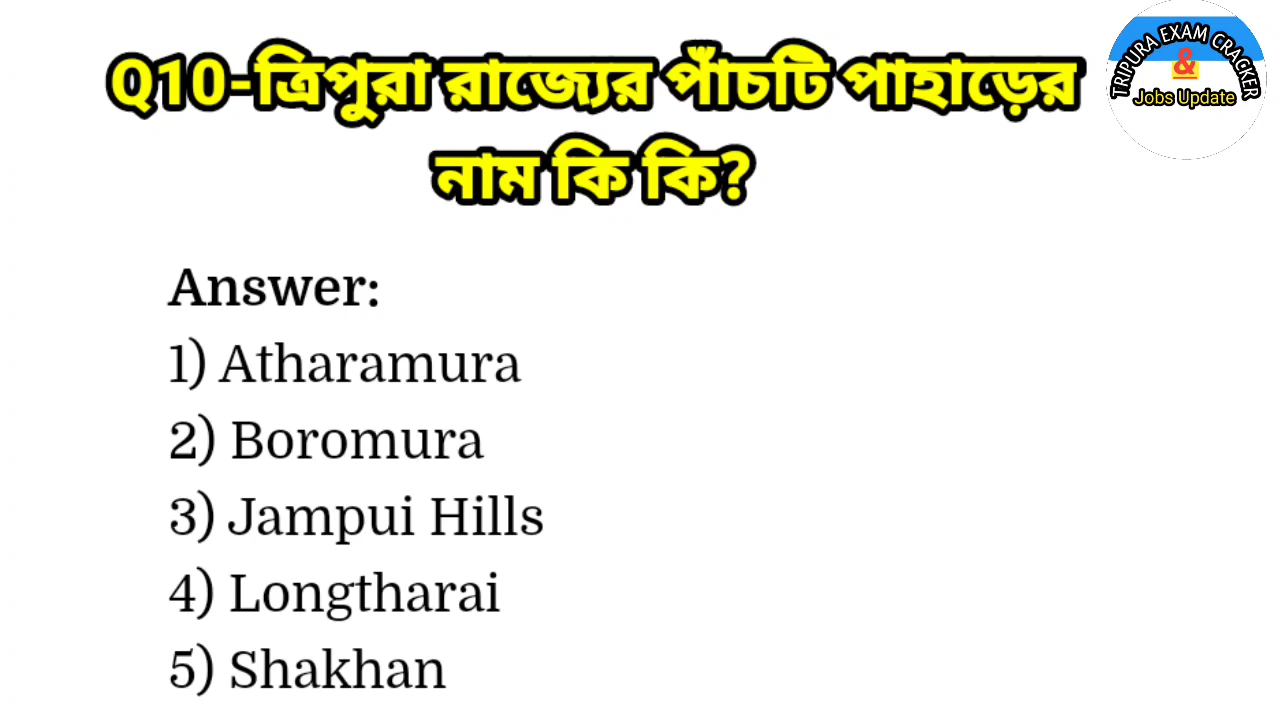 Q10-ত্রিপুরা রাজ্যের পাঁচটি পাহাড়ের
নাম কি কি?
TRIPURA EXAM CRACKER
&
Jobs Update
Answer:
1) Atharamura
2) Boromura
3) Jampui Hills
4) Longtharai
5) Shakhan